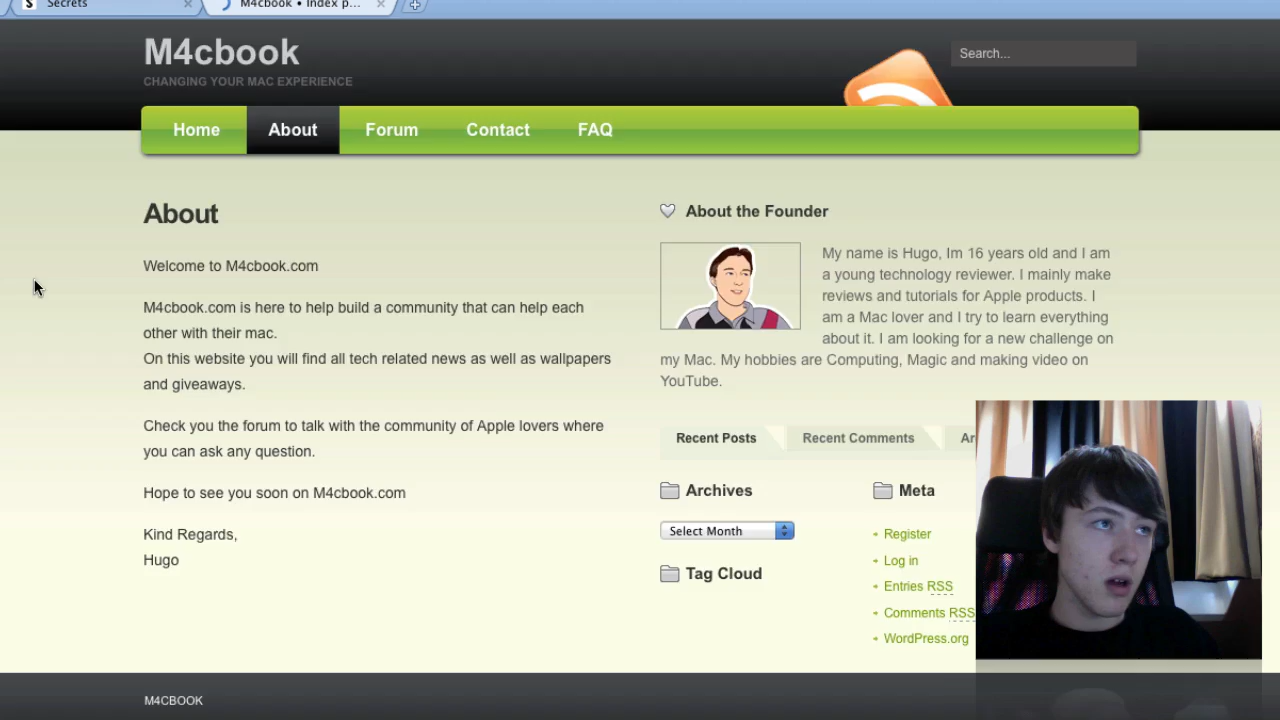 Secrets
M4cbook • Index p...
M4cbook
CHANGING YOUR MAC EXPERIENCE
Search...
Home
About
Forum
Contact
FAQ
About
Welcome to M4cbook.com
M4cbook.com is here to help build a community that can help each
other with their mac.
On this website you will find all tech related news as well as wallpapers
and giveaways.
Check you the forum to talk with the community of Apple lovers where
you can ask any question.
Hope to see you soon on M4cbook.com
Kind Regards,
Hugo
About the Founder
My name is Hugo, Im 16 years old and I am
a young technology reviewer. I mainly make
reviews and tutorials for Apple products. I
am a Mac lover and I try to learn everything
about it. I am looking for a new challenge on
my Mac. My hobbies are Computing, Magic and making video on
YouTube.
Recent Posts
Recent Comments
Ar
Archives
Select Month
Tag Cloud
Meta
Register
Log in
Entries RSS
Comments RSS
WordPress.org
M4CBOOK